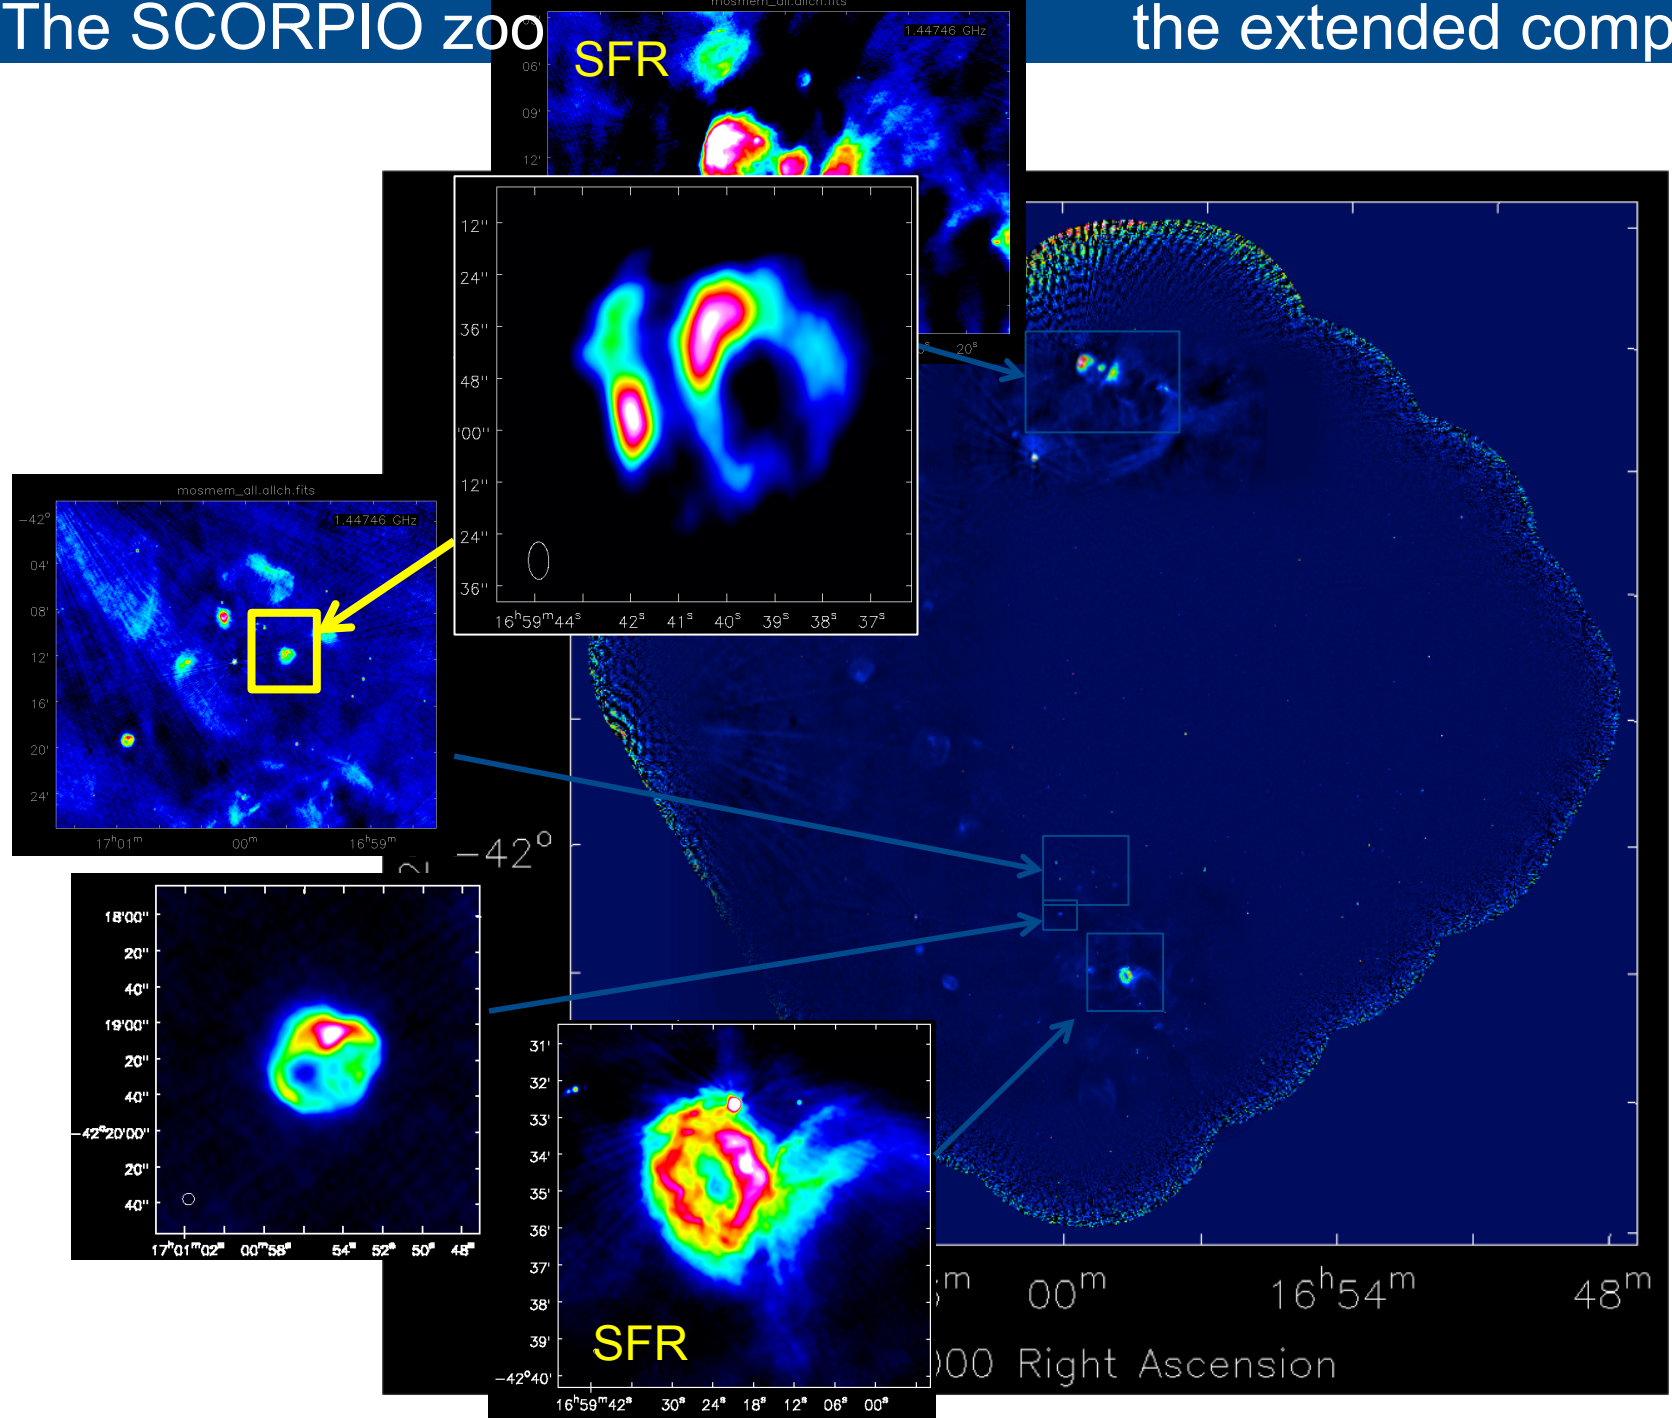 The SCORPIO zoo
the extended comp
mosmem_all.allch.fits
SFR
1.44746 GHz
06'
09'
12'
20ˢ
12''
24''
36''
48''
'00''
12''
24''
36''
16ʰ59ᵐ44ˢ 42ˢ 41ˢ 40ˢ 39ˢ 38ˢ 37ˢ
mosmem_all.allch.fits
1.44746 GHz
−42°
04'
08'
12'
16'
20'
24'
17ʰ01ᵐ 00ᵐ 16ʰ59ᵐ
−42°
18'00''
20''
40''
19'00''
20''
40''
−42°20'00''
20''
40''
17ʰ01ᵐ02ˢ 00ᵐ58ˢ 54ˢ 52ˢ 50ˢ 48ˢ
31'
32'
33'
34'
35'
36'
37'
38'
39'
−42°40'
SFR
16ʰ59ᵐ42ˢ 30ˢ 24ˢ 18ˢ 12ˢ 06ˢ 00ˢ
00ᵐ 16ʰ54ᵐ 48ᵐ
000 Right Ascension